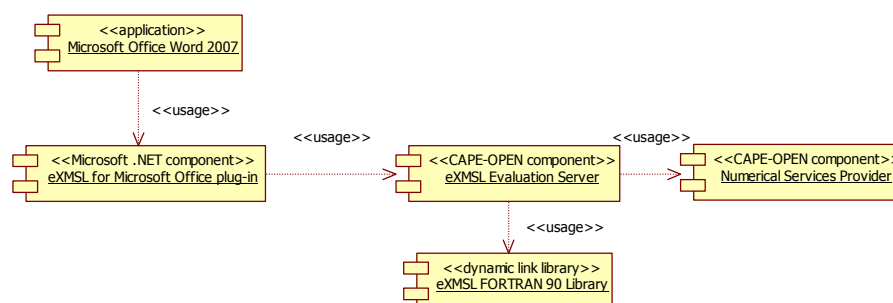 <<application>>
Microsoft Office Word 2007
<<usage>>
<<usage>>
<<usage>>
<<Microsoft .NET component>>
eXMSL for Microsoft Office plug-in
<<CAPE-OPEN component>>
eXMSL Evaluation Server
<<CAPE-OPEN component>>
Numerical Services Provider
<<usage>>
<<dynamic link library>>
eXMSL FORTRAN 90 Library